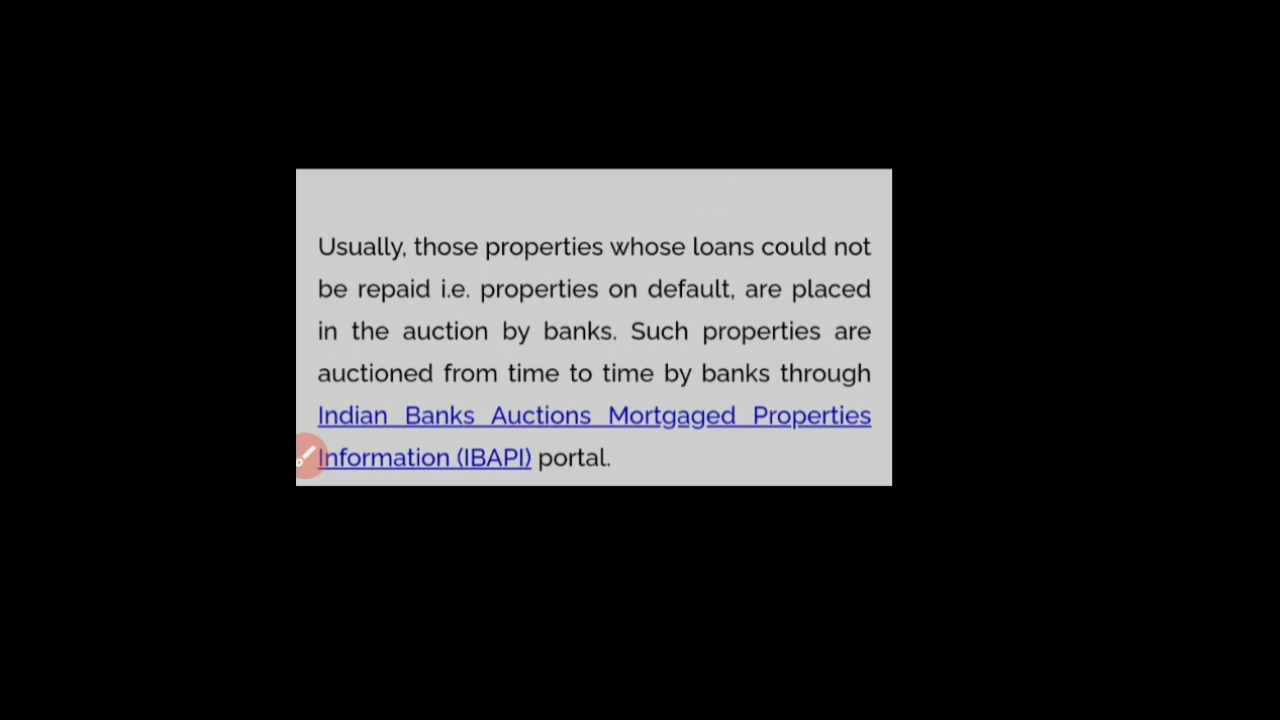 Usually, those properties whose loans could not
be repaid i.e. properties on default, are placed
in the auction by banks. Such properties are
auctioned from time to time by banks through
Indian Banks Auctions Mortgaged Properties
Information (IBAPI) portal.